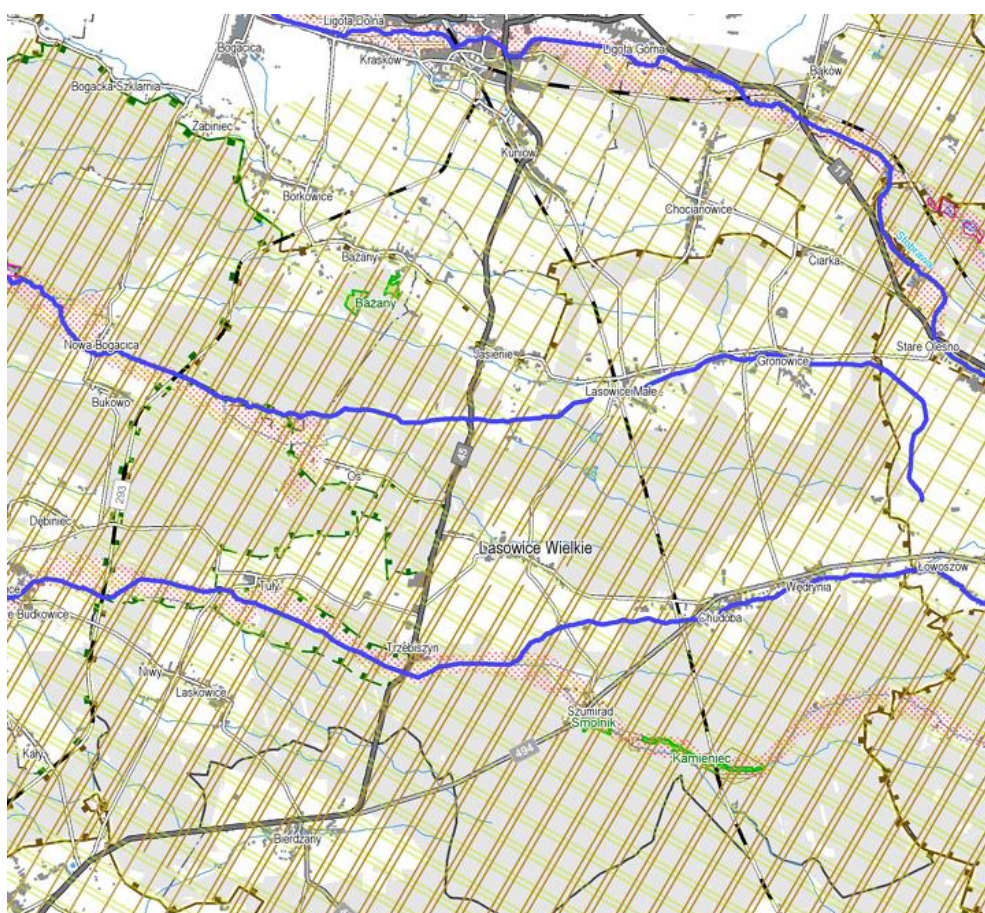 Ligota Dolna
Bogacica
Krasków
Ligota Górna
Bąków
Bogacka Szklarnia
Żabiniec
Kuniów
11
Borkowice
Chocianowice
Stobrawa
Bażany
Ciarka
Bażany
Nowa Bogacica
Jasienie
Stare Olesno
Gronowice
Lasowice Małe
Bukowo
45
Oś
293
Dębiniec
Lasowice Wielkie
Łowoszów
Tuły
Wędrynia
re Budkowice
Chudoba
Trzebiszyn
Niwy
Laskowice
Szumirad
Smolnik
Kały
494
Kamieniec
Bierdzany